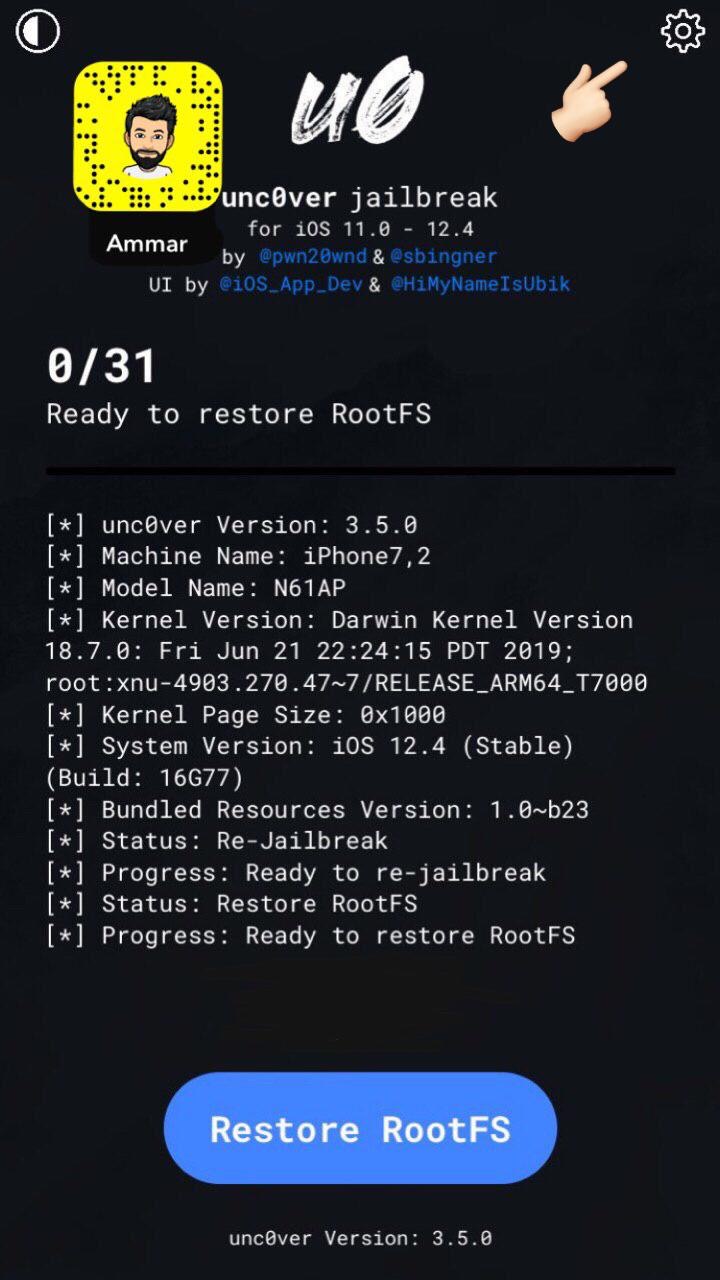 u0
unc0ver jailbreak
for iOS 11.0 - 12.4
Ammar
by @pwn20wnd & @sbingner
UI by @iOS_App_Dev & @HiMyNameIsUbik
0/31
Ready to restore RootFS
[*] unc0ver Version: 3.5.0
[*] Machine Name: iPhone7,2
[*] Model Name: N61AP
[*] Kernel Version: Darwin Kernel Version
18.7.0: Fri Jun 21 22:24:15 PDT 2019;
root:xnu-4903.270.47~7/RELEASE_ARM64_T7000
[*] Kernel Page Size: 0x1000
[*] System Version: iOS 12.4 (Stable)
(Build: 16G77)
[*] Bundled Resources Version: 1.0~b23
[*] Status: Re-Jailbreak
[*] Progress: Ready to re-jailbreak
[*] Status: Restore RootFS
[*] Progress: Ready to restore RootFS
Restore RootFS
unc0ver Version: 3.5.0